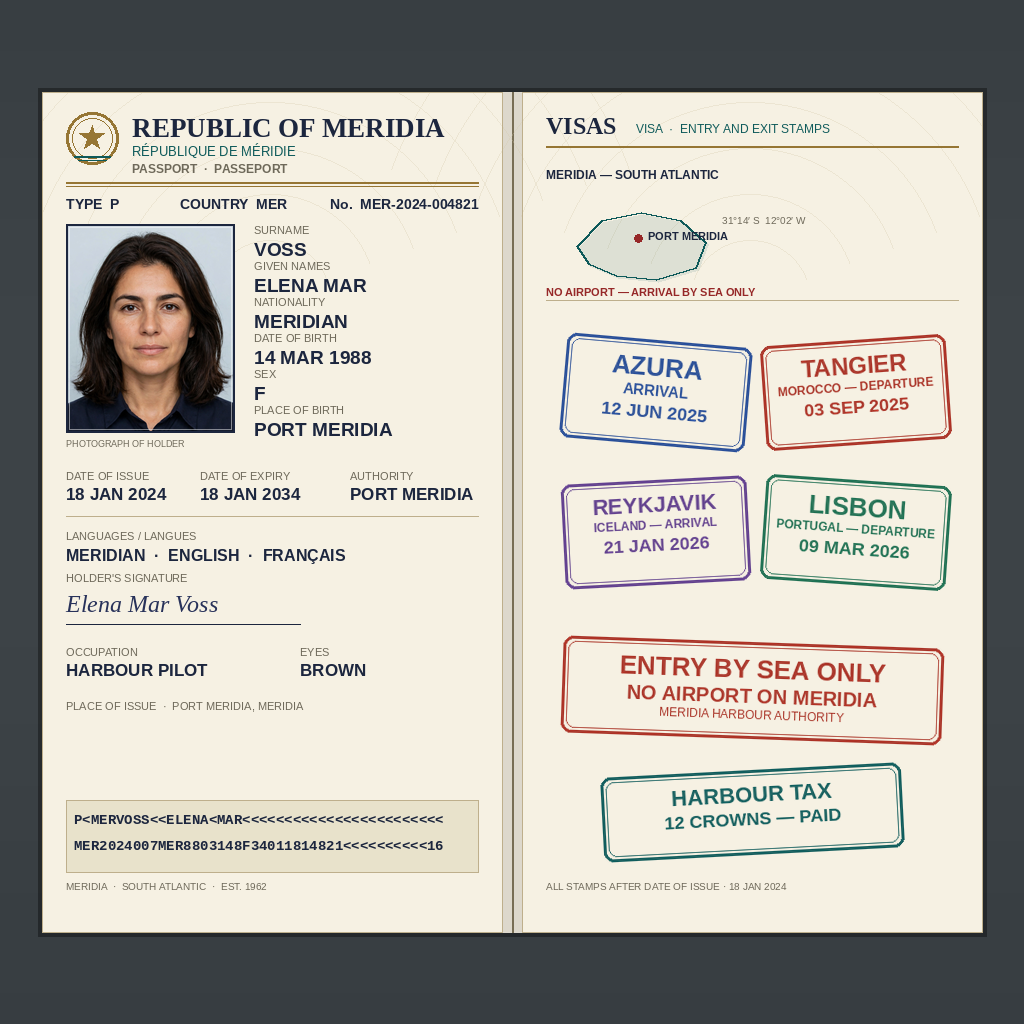 REPUBLIC OF MERIDIA
RÉPUBLIQUE DE MÉRIDIE
PASSPORT · PASSEPORT
TYPE P COUNTRY MER No. MER-2024-004821
SURNAME
VOSS
GIVEN NAMES
ELENA MAR
NATIONALITY
MERIDIAN
DATE OF BIRTH
14 MAR 1988
SEX
F
PLACE OF BIRTH
PORT MERIDIA
PHOTOGRAPH OF HOLDER
DATE OF ISSUE DATE OF EXPIRY AUTHORITY
18 JAN 2024 18 JAN 2034 PORT MERIDIA
LANGUAGES / LANGUES
MERIDIAN · ENGLISH · FRANÇAIS
HOLDER'S SIGNATURE
Elena Mar Voss
OCCUPATION EYES
HARBOUR PILOT BROWN
PLACE OF ISSUE · PORT MERIDIA, MERIDIA
P<MERVOSS<<ELENA<MAR<<<<<<<<<<<<<<<<<<<<<<<<
MER2024007MER8803148F34011814821<<<<<<<<<<16
MERIDIA · SOUTH ATLANTIC · EST. 1962
VISAS VISA · ENTRY AND EXIT STAMPS
MERIDIA — SOUTH ATLANTIC
31°14' S 12°02' W
PORT MERIDIA
NO AIRPORT — ARRIVAL BY SEA ONLY
AZURA
ARRIVAL
12 JUN 2025
TANGIER
MOROCCO — DEPARTURE
03 SEP 2025
REYKJAVIK
ICELAND — ARRIVAL
21 JAN 2026
LISBON
PORTUGAL — DEPARTURE
09 MAR 2026
ENTRY BY SEA ONLY
NO AIRPORT ON MERIDIA
MERIDIA HARBOUR AUTHORITY
HARBOUR TAX
12 CROWNS — PAID
ALL STAMPS AFTER DATE OF ISSUE · 18 JAN 2024